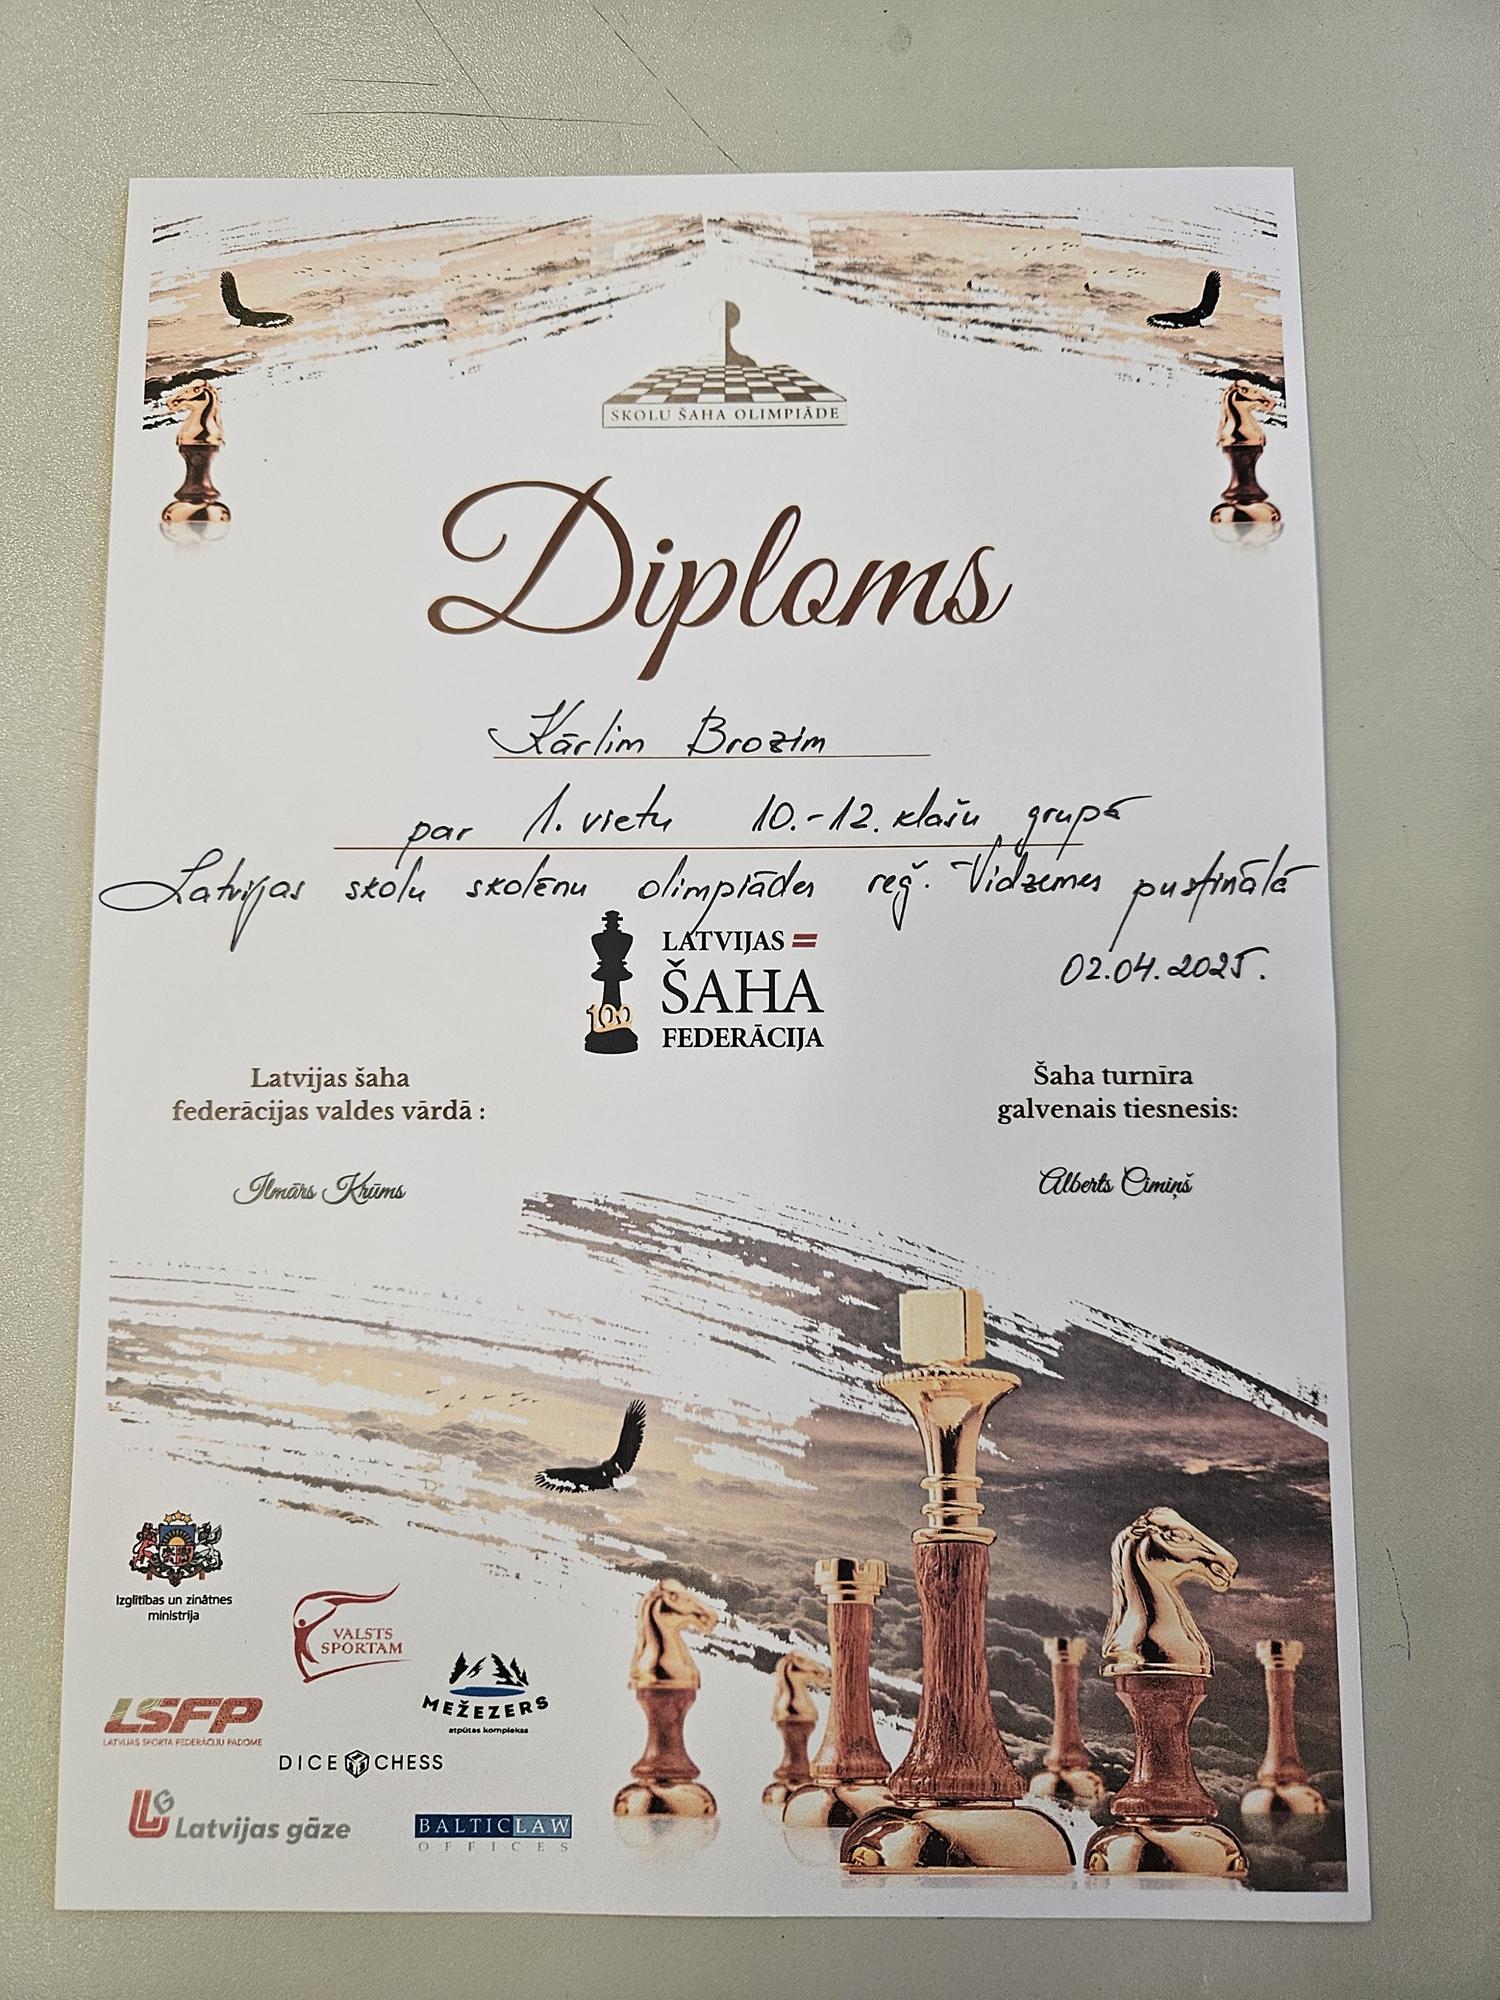 SKOLU ŠAHA OLIMPIĀDE
Diploms
Kārlim Brozim
par 1. vietu 10.-12. klašu grupā
Latvijas skolu skolēnu olimpiādes reģ. Vidzemes pusfinālā
02.04.2025.
LATVIJAS
ŠAHA
FEDERĀCIJA
100
Latvijas šaha
federācijas valdes vārdā :
Ilmārs Krūms
Šaha turnīra
galvenais tiesnesis:
Alberts Cimiņš
Izglītības un zinātnes
ministrija
VALSTS
SPORTAM
MEŽEZERS
atpūtas komplekss
LSFP
LATVIJAS SPORTA FEDERĀCIJU PADOME
DICE CHESS
LG Latvijas gāze
BALTIC LAW
OFFICES